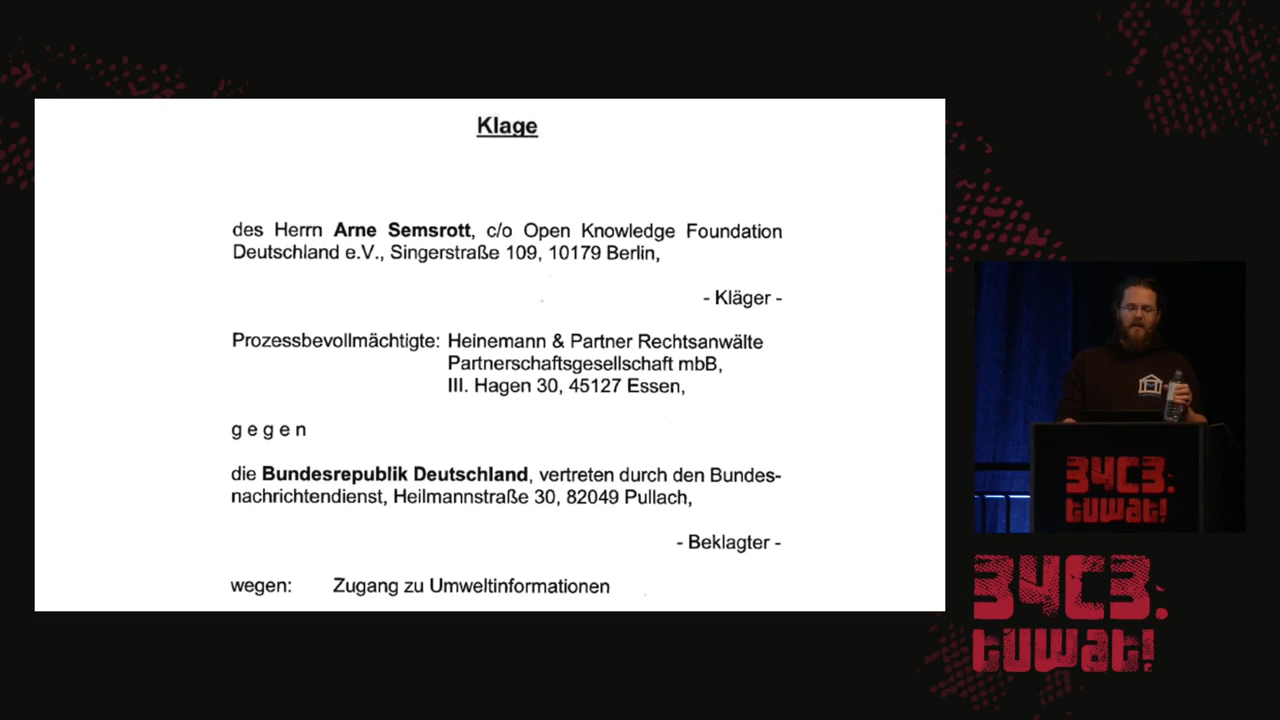 Klage
des Herrn Arne Semsrott, c/o Open Knowledge Foundation
Deutschland e.V., Singerstraße 109, 10179 Berlin,
- Kläger -
Prozessbevollmächtigte: Heinemann & Partner Rechtsanwälte
Partnerschaftsgesellschaft mbB,
III. Hagen 30, 45127 Essen,
gegen
die Bundesrepublik Deutschland, vertreten durch den Bundes-
nachrichtendienst, Heilmannstraße 30, 82049 Pullach,
- Beklagter -
wegen: Zugang zu Umweltinformationen
34C3.
tuwat!
34C3.
tuwat!